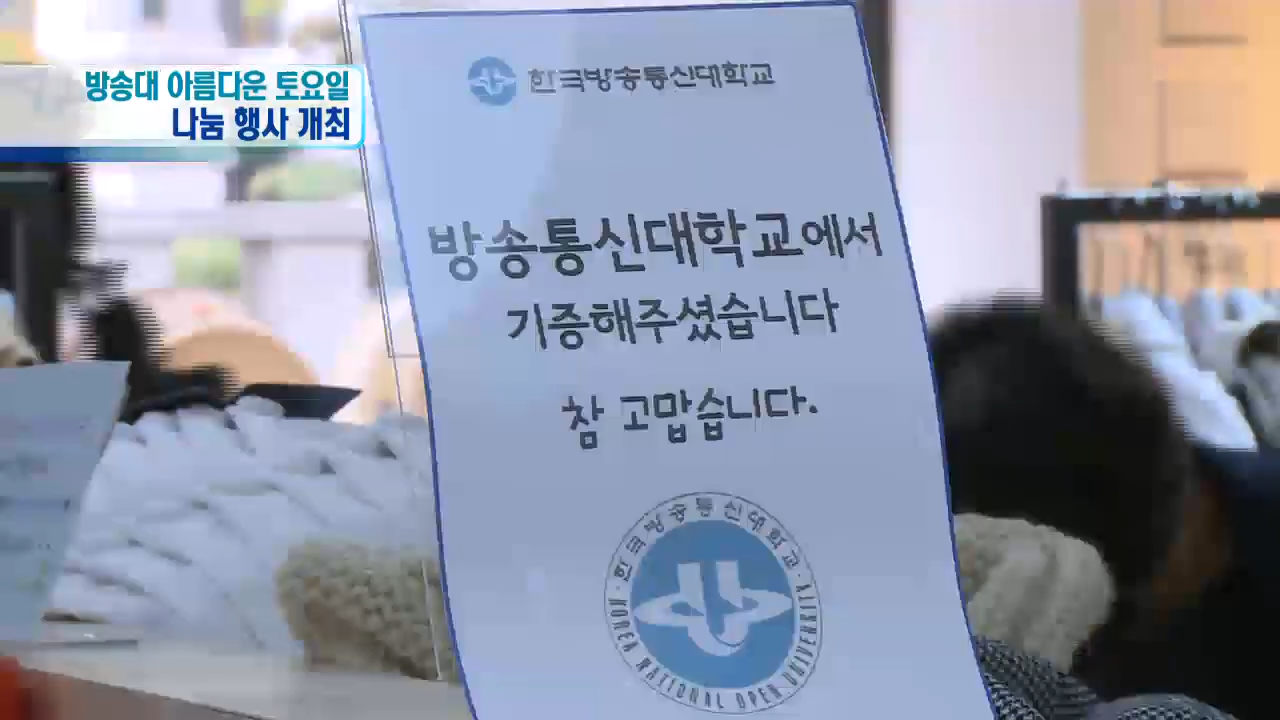 방송대 아름다운 토요일
나눔 행사 개최
한국방송통신대학교
방송통신대학교에서
기증해주셨습니다
참 고맙습니다.
한국방송통신대학교
KOREA NATIONAL OPEN UNIVERSITY